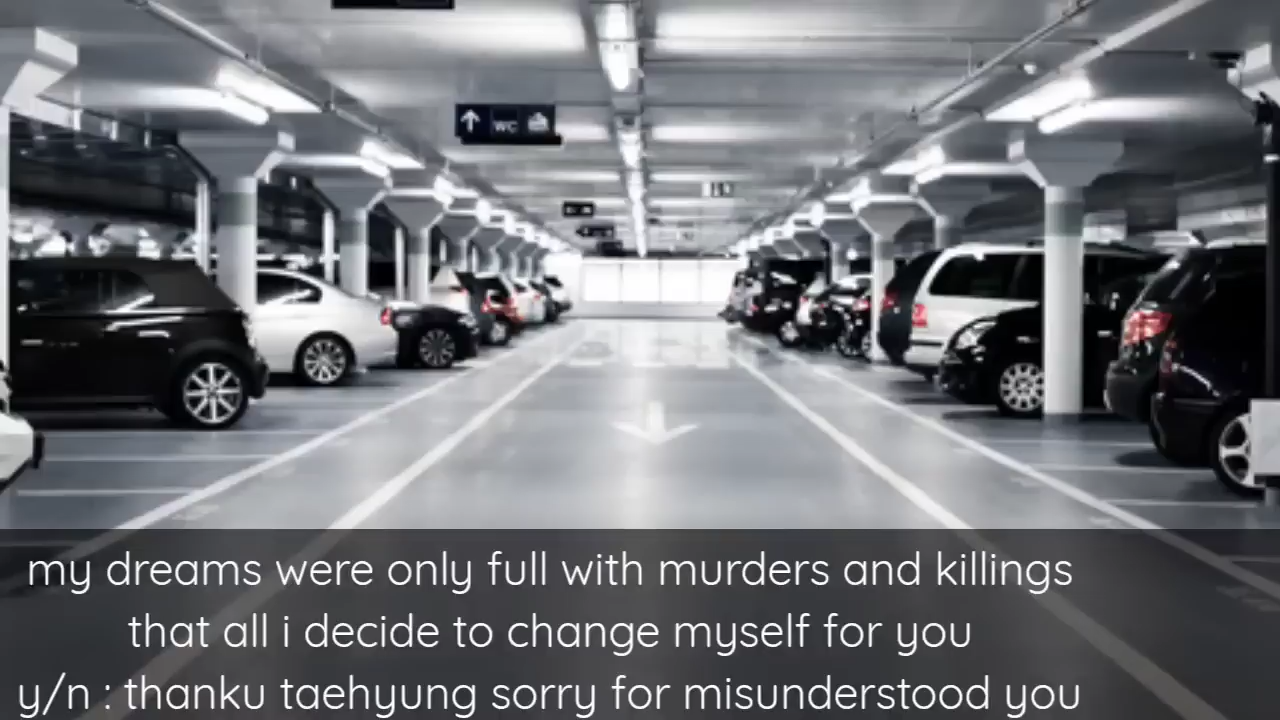 WC
my dreams were only full with murders and killings
that all i decide to change myself for you
y/n : thanku taehyung sorry for misunderstood you